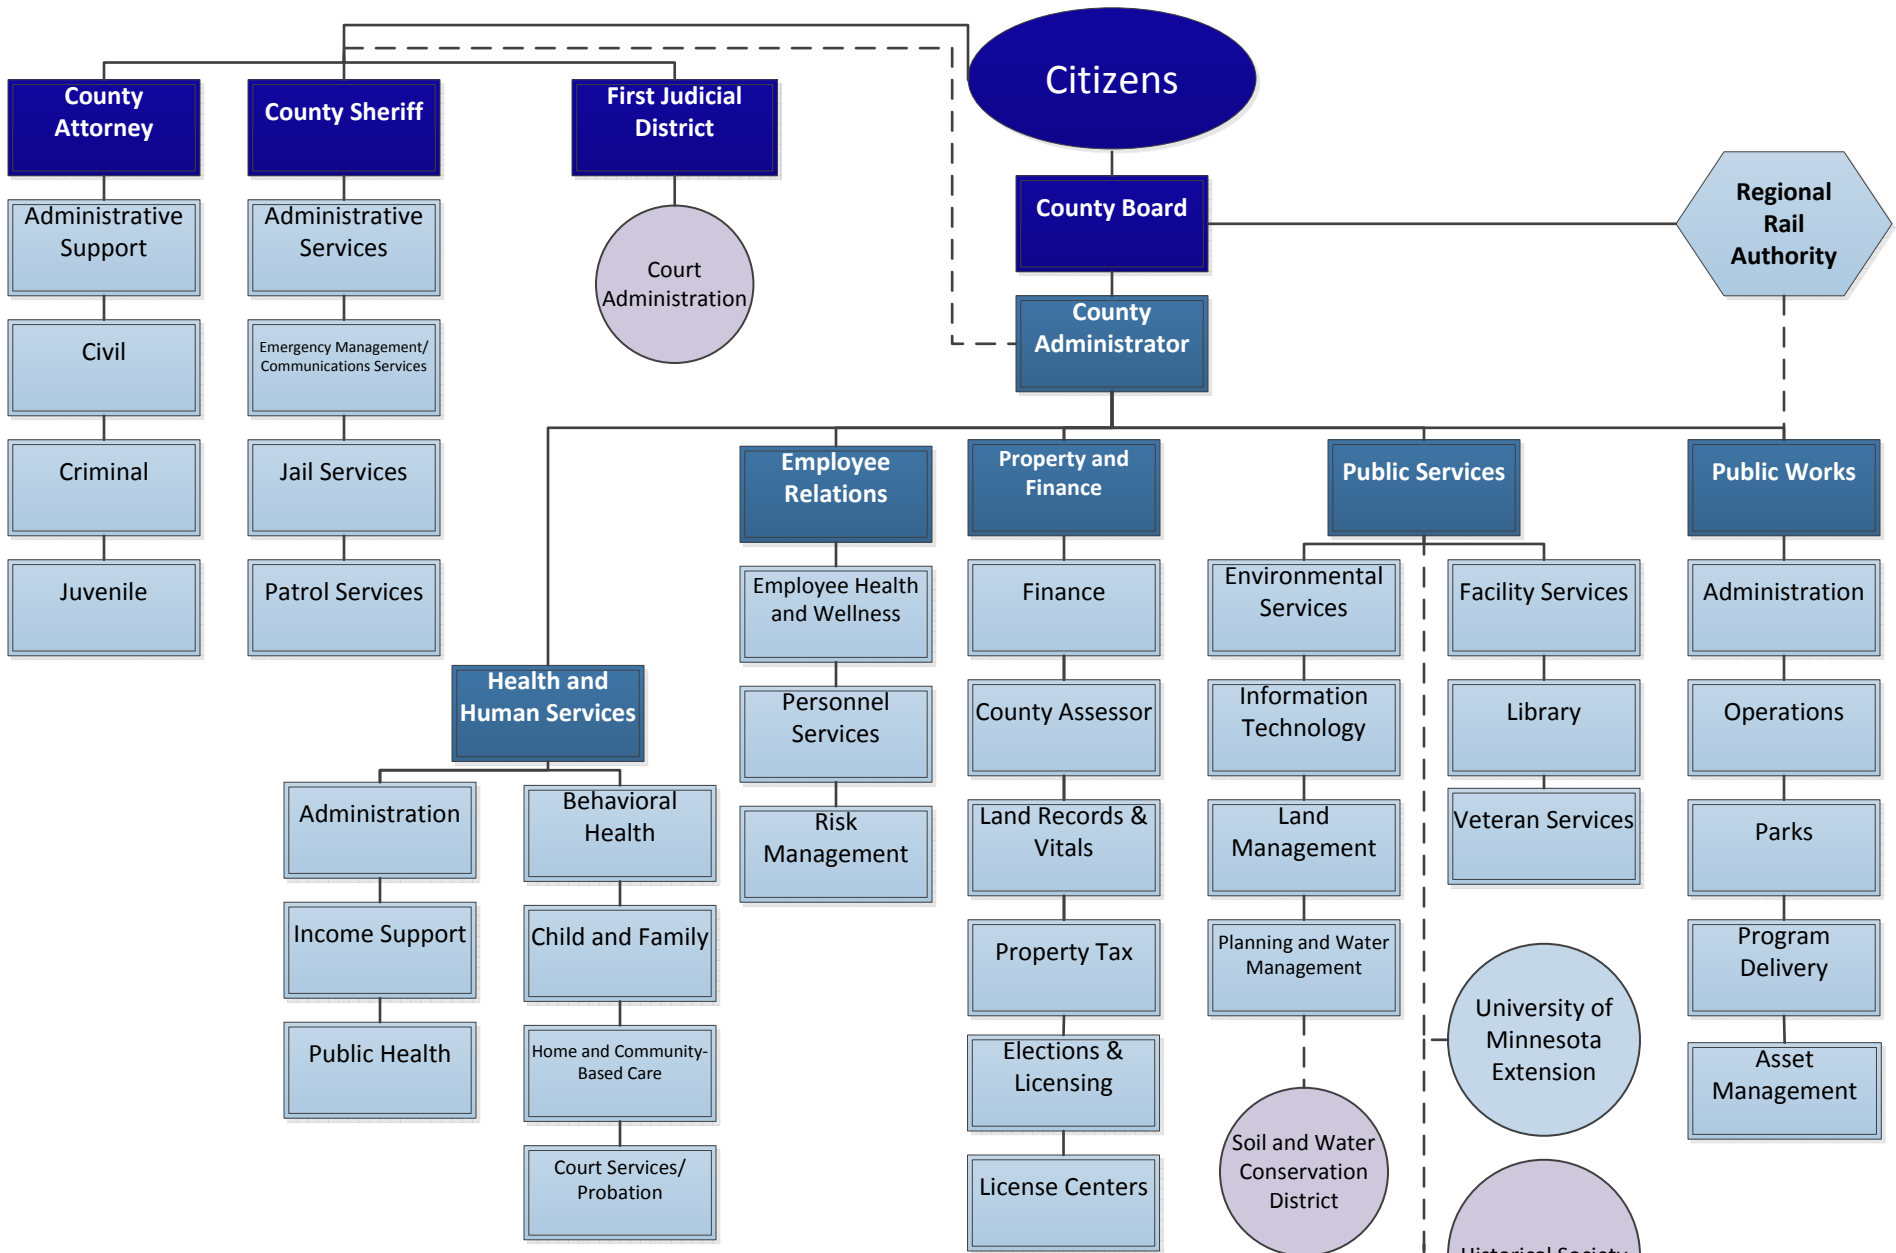 Citizens
County
Attorney
County Sheriff
First Judicial
District
County Board
Regional
Rail
Authority
County
Administrator
Administrative
Support
Civil
Criminal
Juvenile
Administrative
Services
Emergency Management/
Communications Services
Jail Services
Patrol Services
Court
Administration
Health and
Human Services
Administration
Income Support
Public Health
Behavioral
Health
Child and Family
Home and Community-
Based Care
Court Services/
Probation
Employee
Relations
Employee Health
and Wellness
Personnel
Services
Risk
Management
Property and
Finance
Finance
County Assessor
Land Records &
Vitals
Property Tax
Elections &
Licensing
License Centers
Public Services
Environmental
Services
Information
Technology
Land
Management
Planning and Water
Management
Soil and Water
Conservation
District
Facility Services
Library
Veteran Services
University of
Minnesota
Extension
Historical Society
Public Works
Administration
Operations
Parks
Program
Delivery
Asset
Management